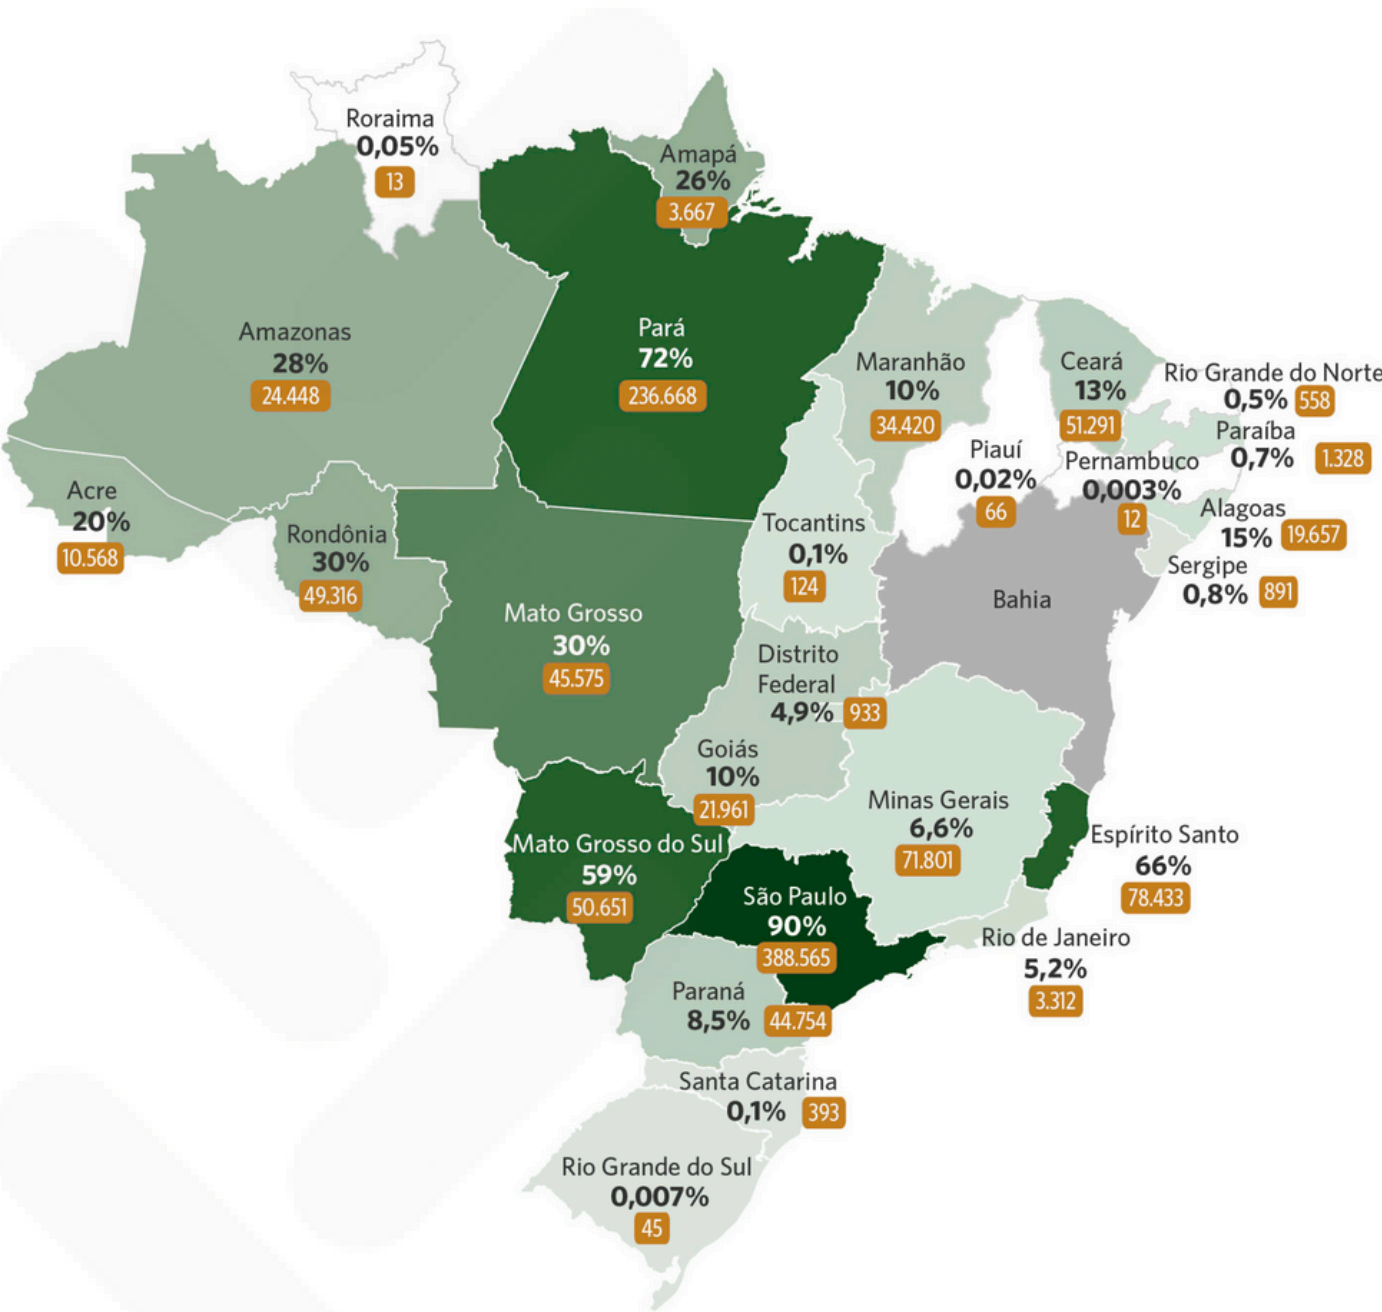 Roraima
0,05%
13
Amapá
26%
3.667
Amazonas
28%
24.448
Pará
72%
236.668
Maranhão
10%
34.420
Ceará
13%
51.291
Rio Grande do Norte
0,5% 558
Paraíba
0,7% 1.328
Piauí
0,02%
66
Pernambuco
0,003%
12
Alagoas
15% 19.657
Sergipe
0,8% 891
Acre
20%
10.568
Rondônia
30%
49.316
Tocantins
0,1%
124
Bahia
Mato Grosso
30%
45.575
Distrito
Federal
4,9% 933
Goiás
10%
21.961
Minas Gerais
6,6%
71.801
Espírito Santo
66%
78.433
Mato Grosso do Sul
59%
50.651
São Paulo
90%
388.565
Rio de Janeiro
5,2%
3.312
Paraná
8,5% 44.754
Santa Catarina
0,1% 393
Rio Grande do Sul
0,007%
45